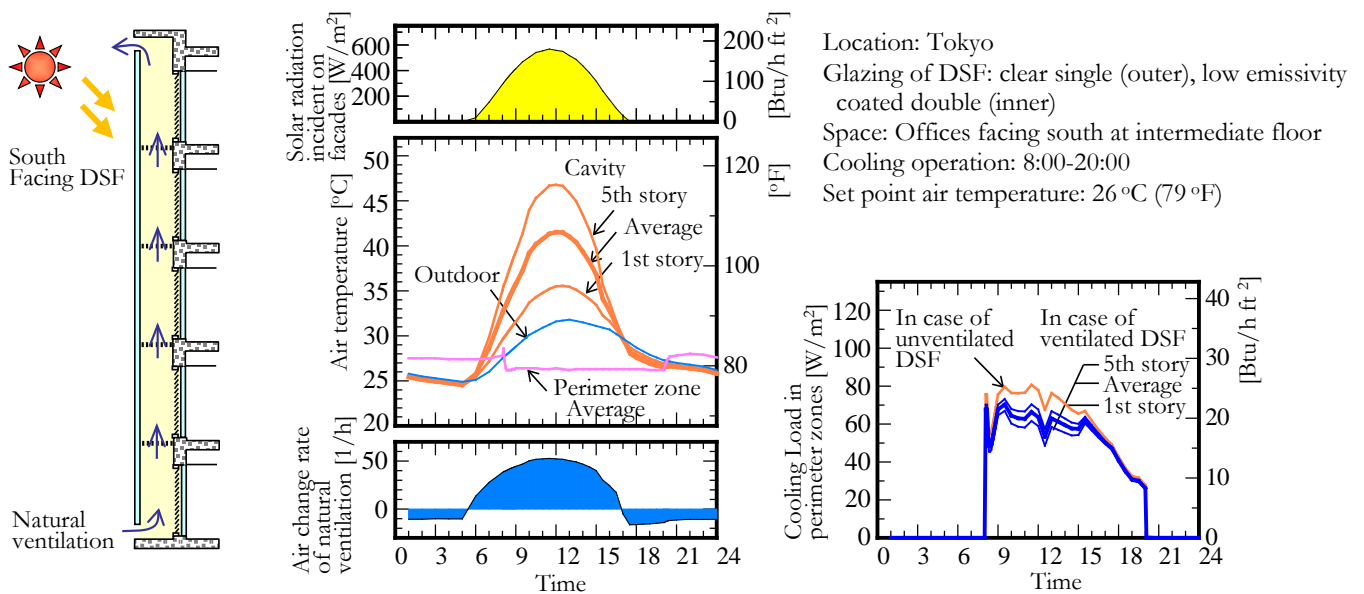 South
Facing DSF
Natural
ventilation
Solar radiation
incident on
facades [W/m²]
600
400
200
200
100
0
[Btu/h ft²]
Air temperature [°C]
50
45
40
35
30
25
20
120
100
80
[°F]
Cavity
5th story
Average
1st story
Outdoor
Perimeter zone
Average
Air change rate
of natural
ventilation [1/h]
50
0
0 3 6 9 12 15 18 21 24
Time
Location: Tokyo
Glazing of DSF: clear single (outer), low emissivity
coated double (inner)
Space: Offices facing south at intermediate floor
Cooling operation: 8:00-20:00
Set point air temperature: 26 °C (79 °F)
Cooling Load in
perimeter zones [W/m²]
120
100
80
60
40
20
0
40
30
20
10
0
[Btu/h ft²]
In case of
unventilated
DSF
In case of
ventilated DSF
5th story
Average
1st story
0 3 6 9 12 15 18 21 24
Time